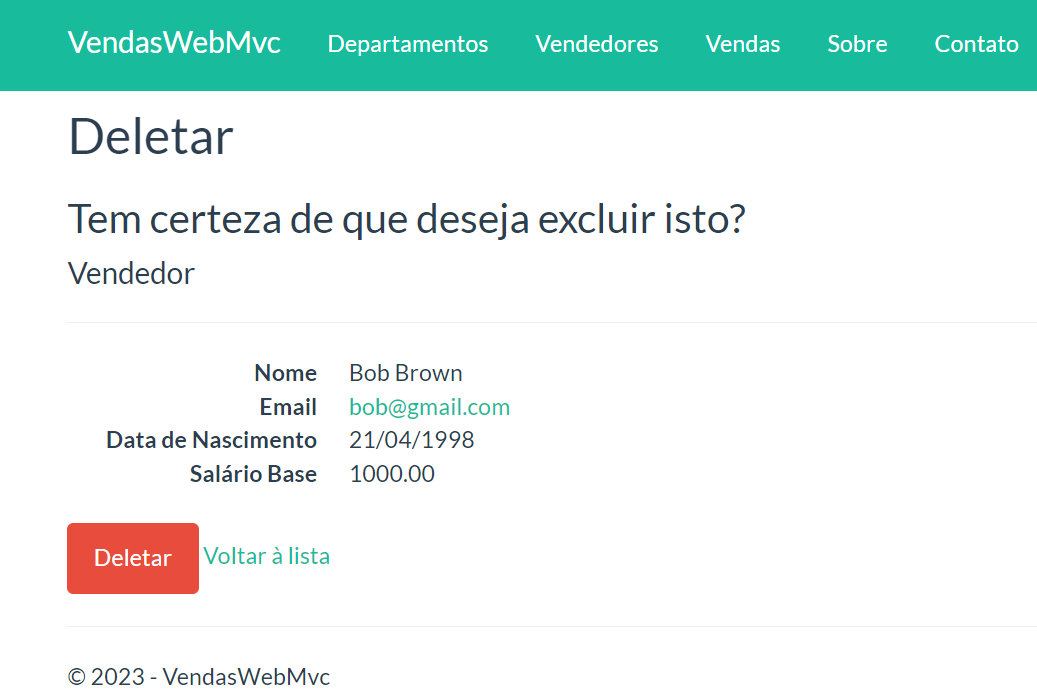 VendasWebMvc Departamentos Vendedores Vendas Sobre Contato
Deletar
Tem certeza de que deseja excluir isto?
Vendedor
Nome Bob Brown
Email bob@gmail.com
Data de Nascimento 21/04/1998
Salário Base 1000.00
Deletar Voltar à lista
© 2023 - VendasWebMvc